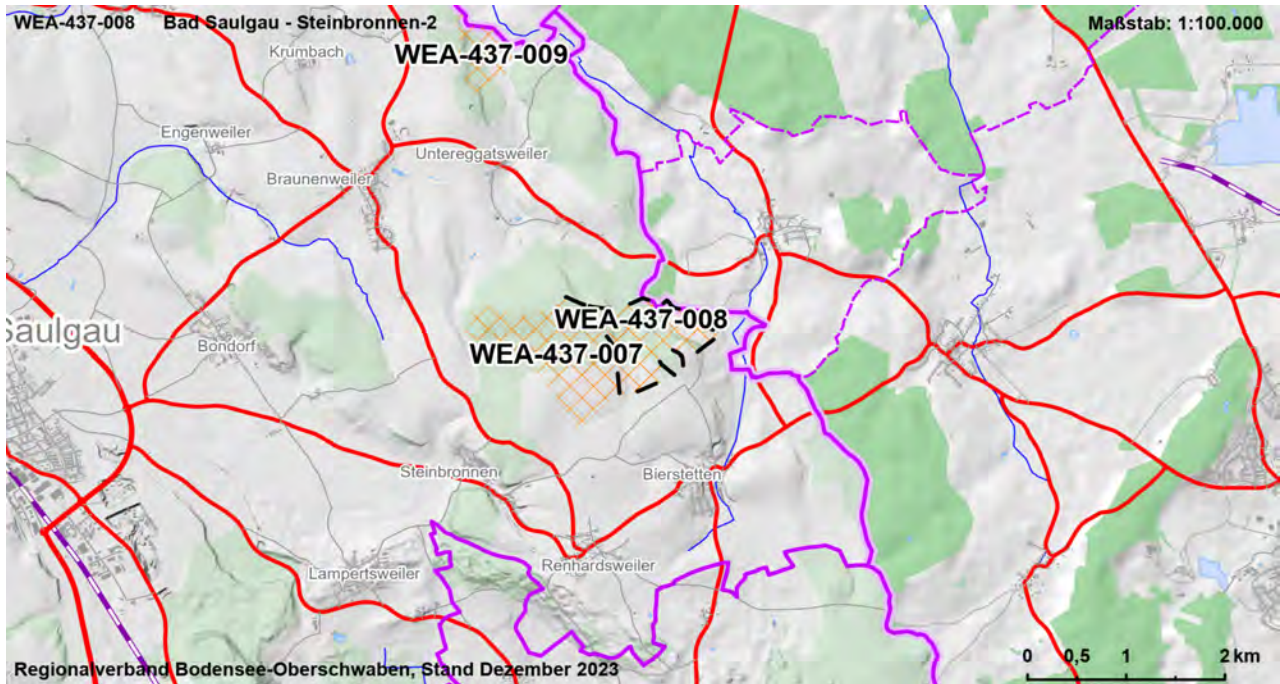 WEA-437-008 Bad Saulgau - Steinbronnen-2
Maßstab: 1:100.000
Krumbach
WEA-437-009
Engenweiler
Untereggatsweiler
Braunenweiler
WEA-437-008
Saulgau
Bondorf
WEA-437-007
Steinbronnen
Bierstetten
Lampertsweiler
Renhardsweiler
Regionalverband Bodensee-Oberschwaben, Stand Dezember 2023
0 0,5 1 2 km